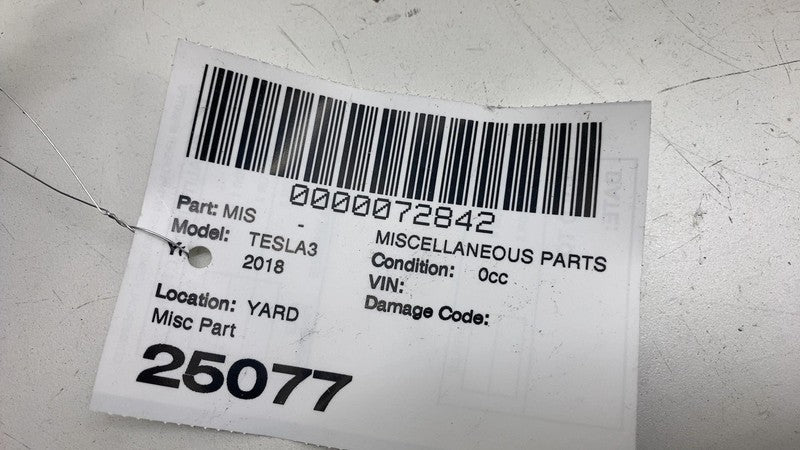 0000072842
Part: MIS -
MISCELLANEOUS PARTS
Model: TESLA3
Condition: 0cc
2018
VIN:
Damage Code:
Location: YARD
Misc Part
25077